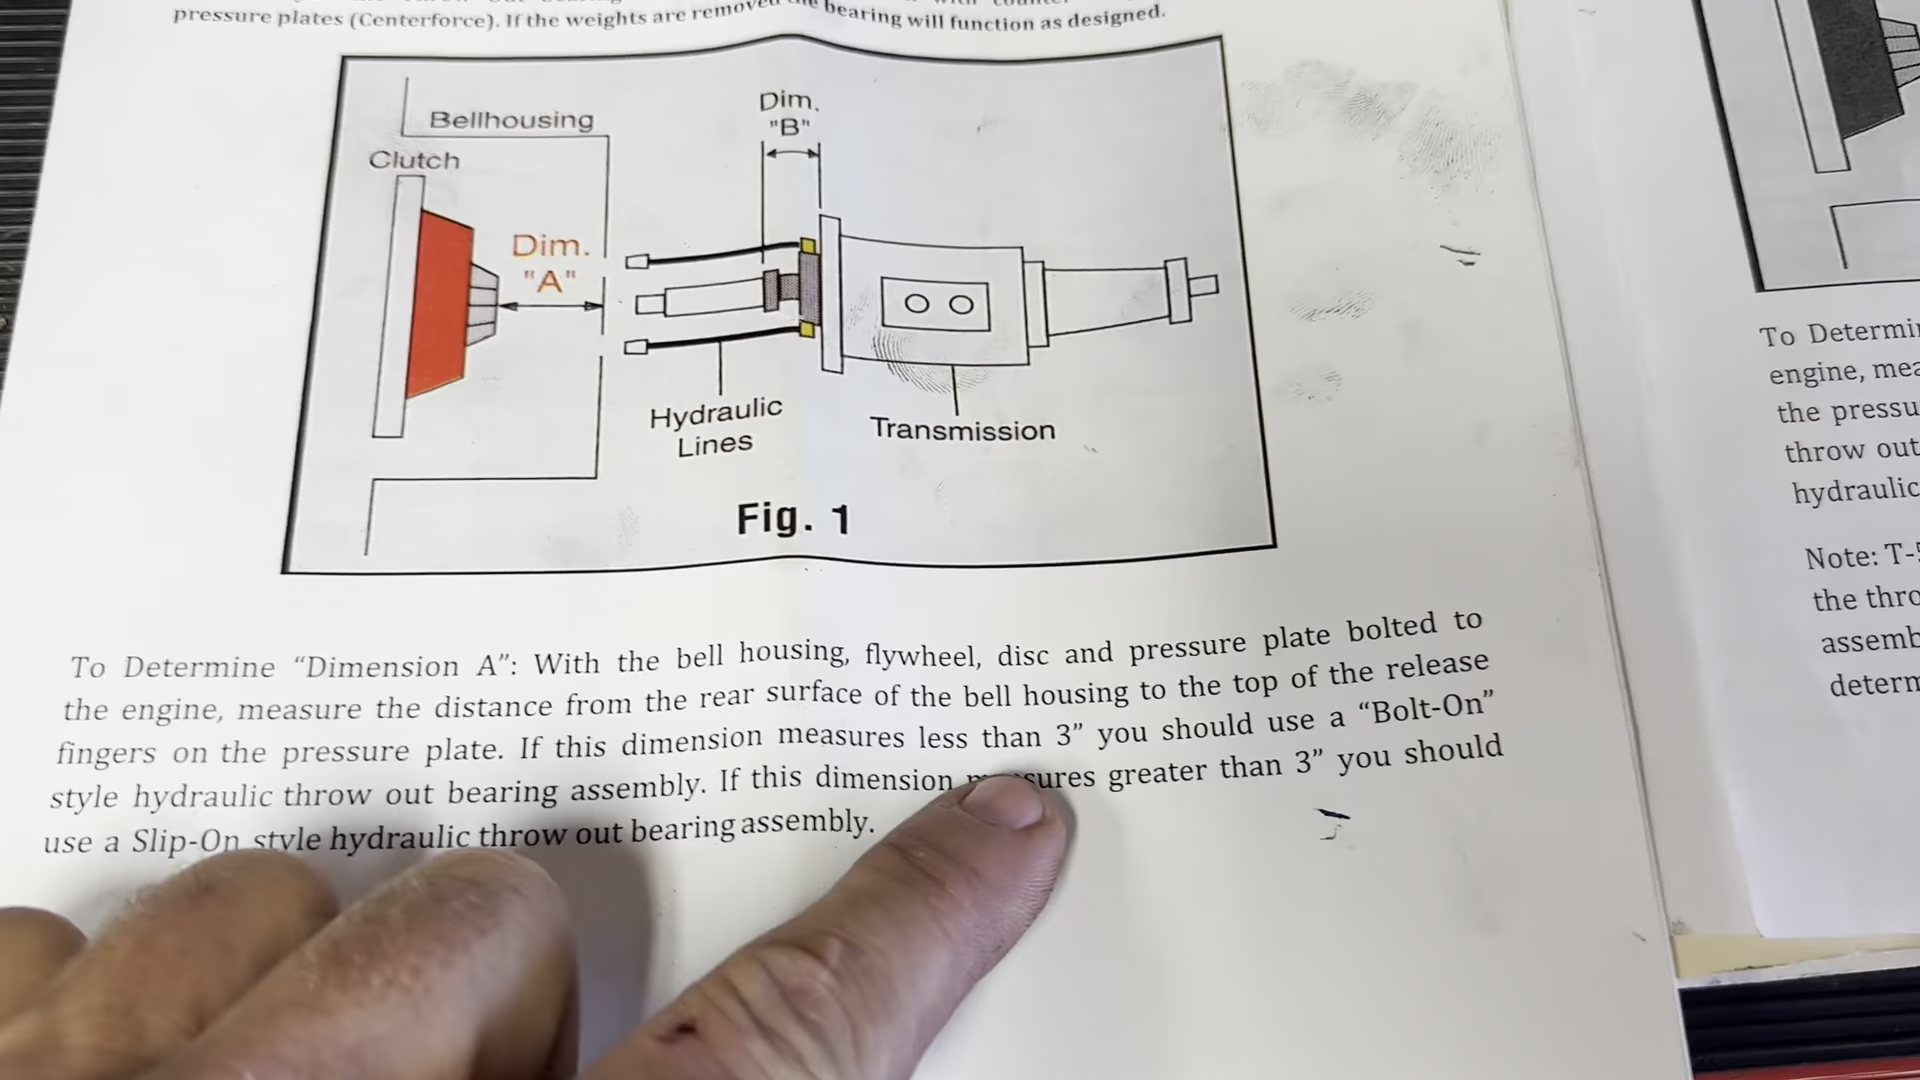 pressure plates (Centerforce). If the weights are removed the bearing will function as designed.
Dim.
"B"
Bellhousing
Clutch
Dim.
"A"
Hydraulic
Lines
Transmission
Fig. 1
To Determine “Dimension A”: With the bell housing, flywheel, disc and pressure plate bolted to
the engine, measure the distance from the rear surface of the bell housing to the top of the release
fingers on the pressure plate. If this dimension measures less than 3” you should use a “Bolt-On”
style hydraulic throw out bearing assembly. If this dimension measures greater than 3” you should
use a Slip-On style hydraulic throw out bearing assembly.
To Determin
engine, mea
the pressu
throw out
hydraulic
Note: T-5
the thro
assemb
determ